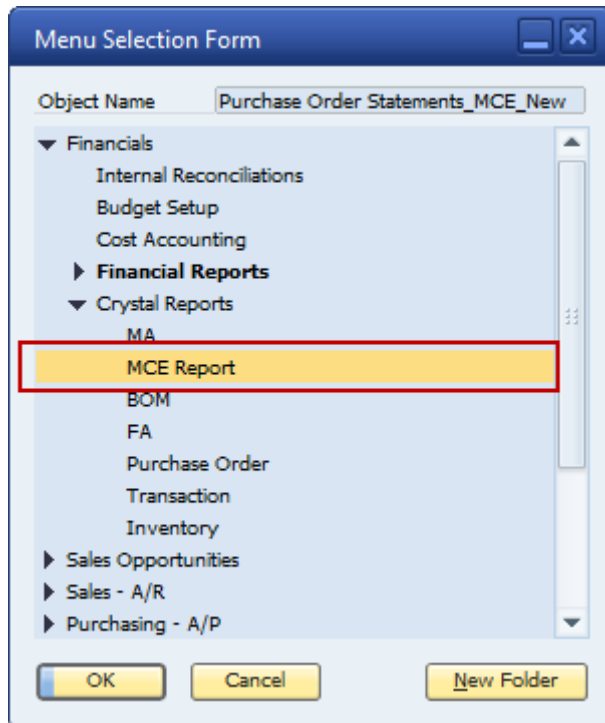 Menu Selection Form
Object Name Purchase Order Statements_MCE_New
Financials
Internal Reconciliations
Budget Setup
Cost Accounting
Financial Reports
Crystal Reports
MA
MCE Report
BOM
FA
Purchase Order
Transaction
Inventory
Sales Opportunities
Sales - A/R
Purchasing - A/P
OK Cancel New Folder